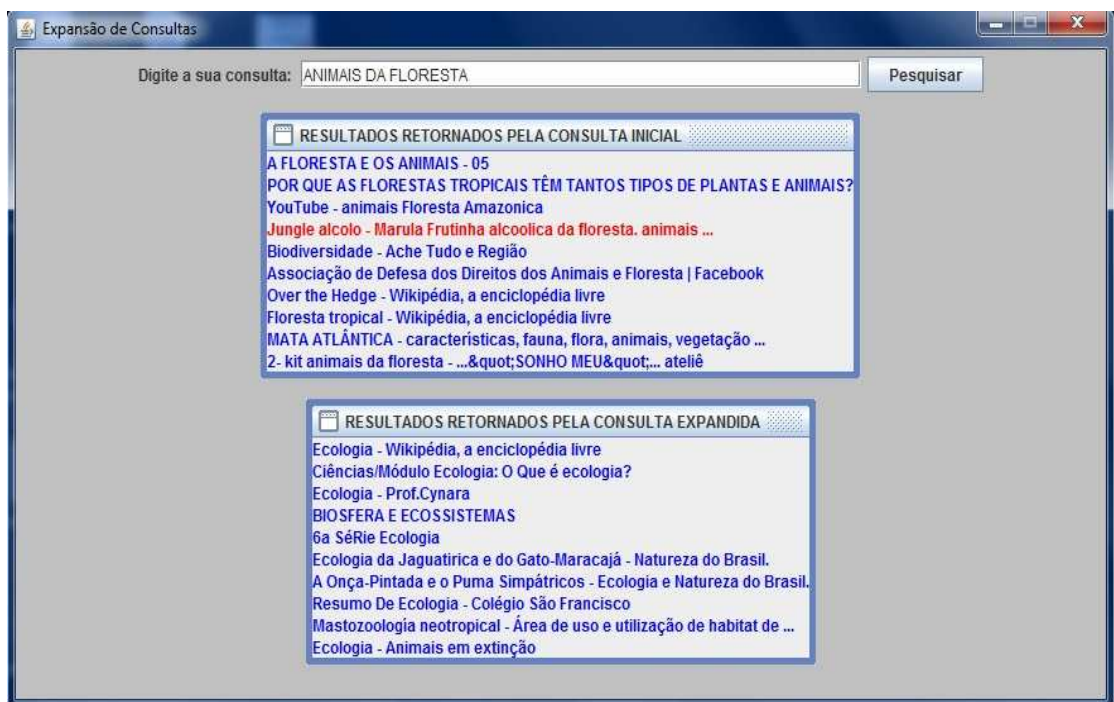 Expansão de Consultas
Digite a sua consulta: ANIMAIS DA FLORESTA Pesquisar
RESULTADOS RETORNADOS PELA CONSULTA INICIAL
A FLORESTA E OS ANIMAIS - 05
POR QUE AS FLORESTAS TROPICAIS TÊM TANTOS TIPOS DE PLANTAS E ANIMAIS?
YouTube - animais Floresta Amazonica
Jungle alcolo - Marula Frutinha alcoolica da floresta. animais ...
Biodiversidade - Ache Tudo e Região
Associação de Defesa dos Direitos dos Animais e Floresta | Facebook
Over the Hedge - Wikipédia, a enciclopédia livre
Floresta tropical - Wikipédia, a enciclopédia livre
MATA ATLÂNTICA - características, fauna, flora, animais, vegetação ...
2- kit animais da floresta - ...&quot;SONHO MEU&quot;... ateliê
RESULTADOS RETORNADOS PELA CONSULTA EXPANDIDA
Ecologia - Wikipédia, a enciclopédia livre
Ciências/Módulo Ecologia: O Que é ecologia?
Ecologia - Prof.Cynara
BIOSFERA E ECOSSISTEMAS
6a SéRie Ecologia
Ecologia da Jaguatirica e do Gato-Maracajá - Natureza do Brasil.
A Onça-Pintada e o Puma Simpátricos - Ecologia e Natureza do Brasil.
Resumo De Ecologia - Colégio São Francisco
Mastozoología neotropical - Área de uso e utilização de habitat de ...
Ecologia - Animais em extinção